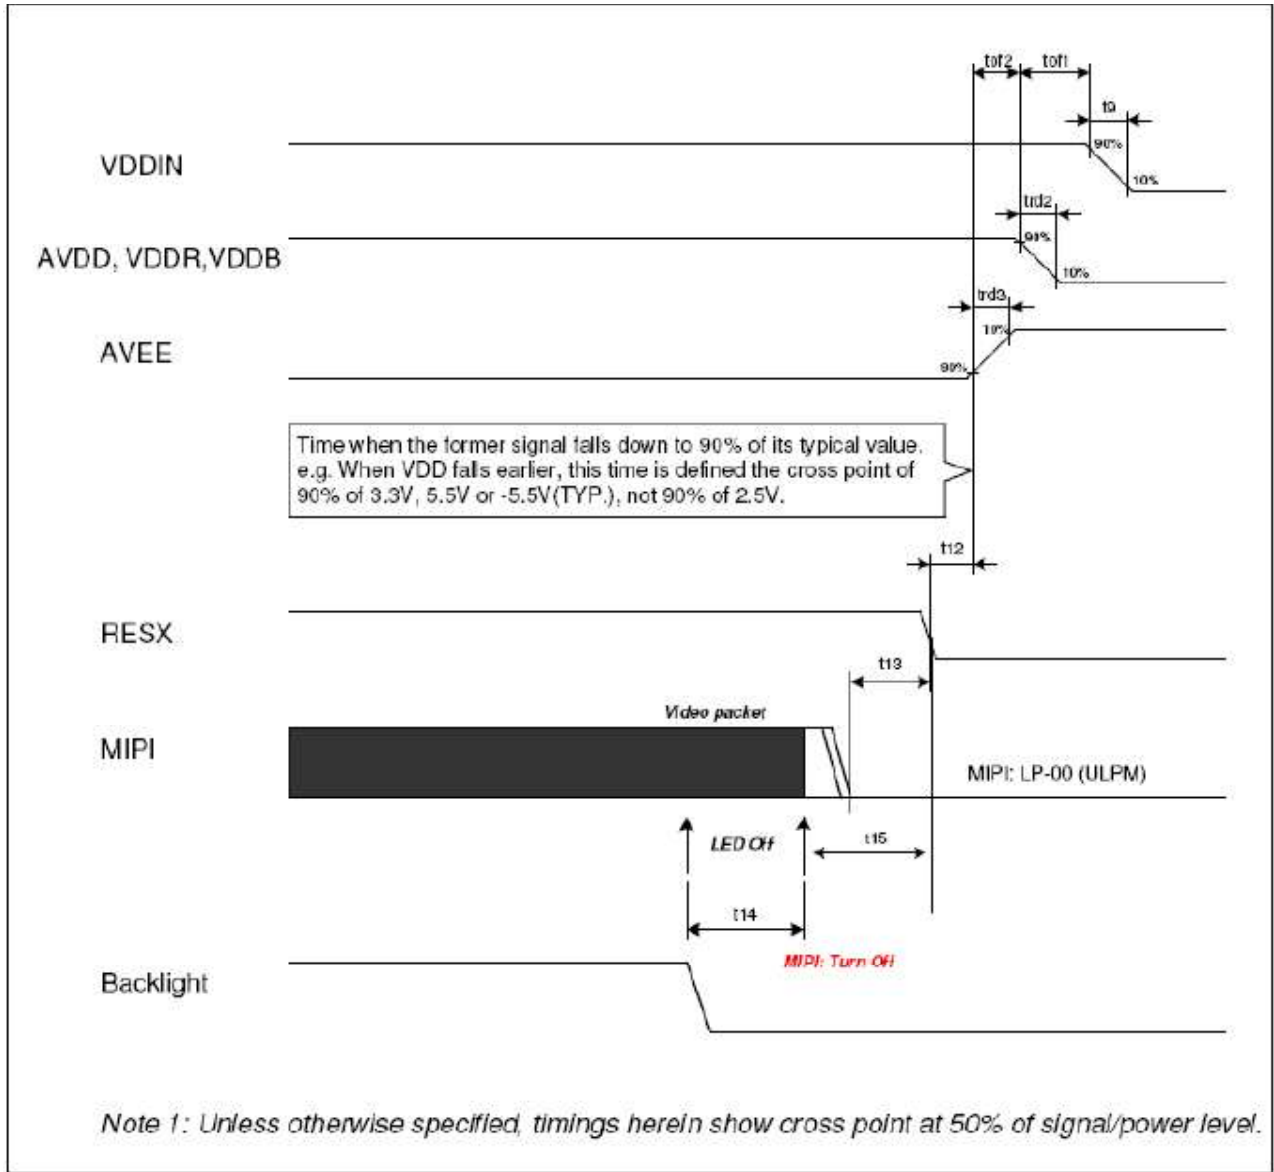 tof2 tof1
t9
VDDIN
90%
10%
trd2
AVDD, VDDR,VDDB
90%
10%
trd3
AVEE
10%
90%
Time when the former signal falls down to 90% of its typical value.
e.g. When VDD falls earlier, this time is defined the cross point of
90% of 3.3V, 5.5V or -5.5V(TYP.), not 90% of 2.5V.
t12
RESX
t13
Video packet
MIPI
MIPI: LP-00 (ULPM)
LED Off
t15
t14
MIPI: Turn Off
Backlight
Note 1: Unless otherwise specified, timings herein show cross point at 50% of signal/power level.